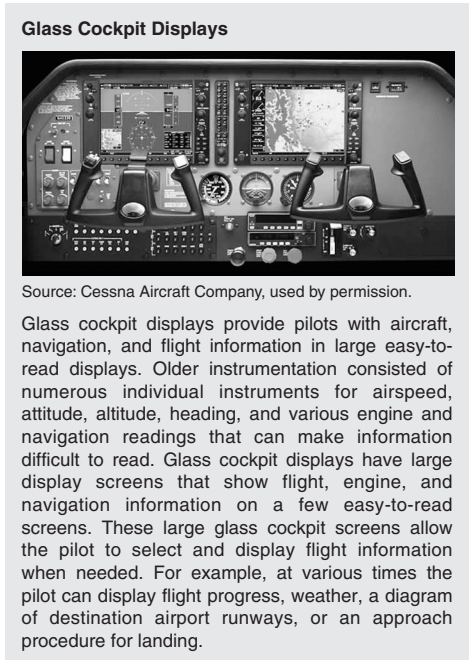 Glass Cockpit Displays
Source: Cessna Aircraft Company, used by permission.
Glass cockpit displays provide pilots with aircraft,
navigation, and flight information in large easy-to-
read displays. Older instrumentation consisted of
numerous individual instruments for airspeed,
attitude, altitude, heading, and various engine and
navigation readings that can make information
difficult to read. Glass cockpit displays have large
display screens that show flight, engine, and
navigation information on a few easy-to-read
screens. These large glass cockpit screens allow
the pilot to select and display flight information
when needed. For example, at various times the
pilot can display flight progress, weather, a diagram
of destination airport runways, or an approach
procedure for landing.